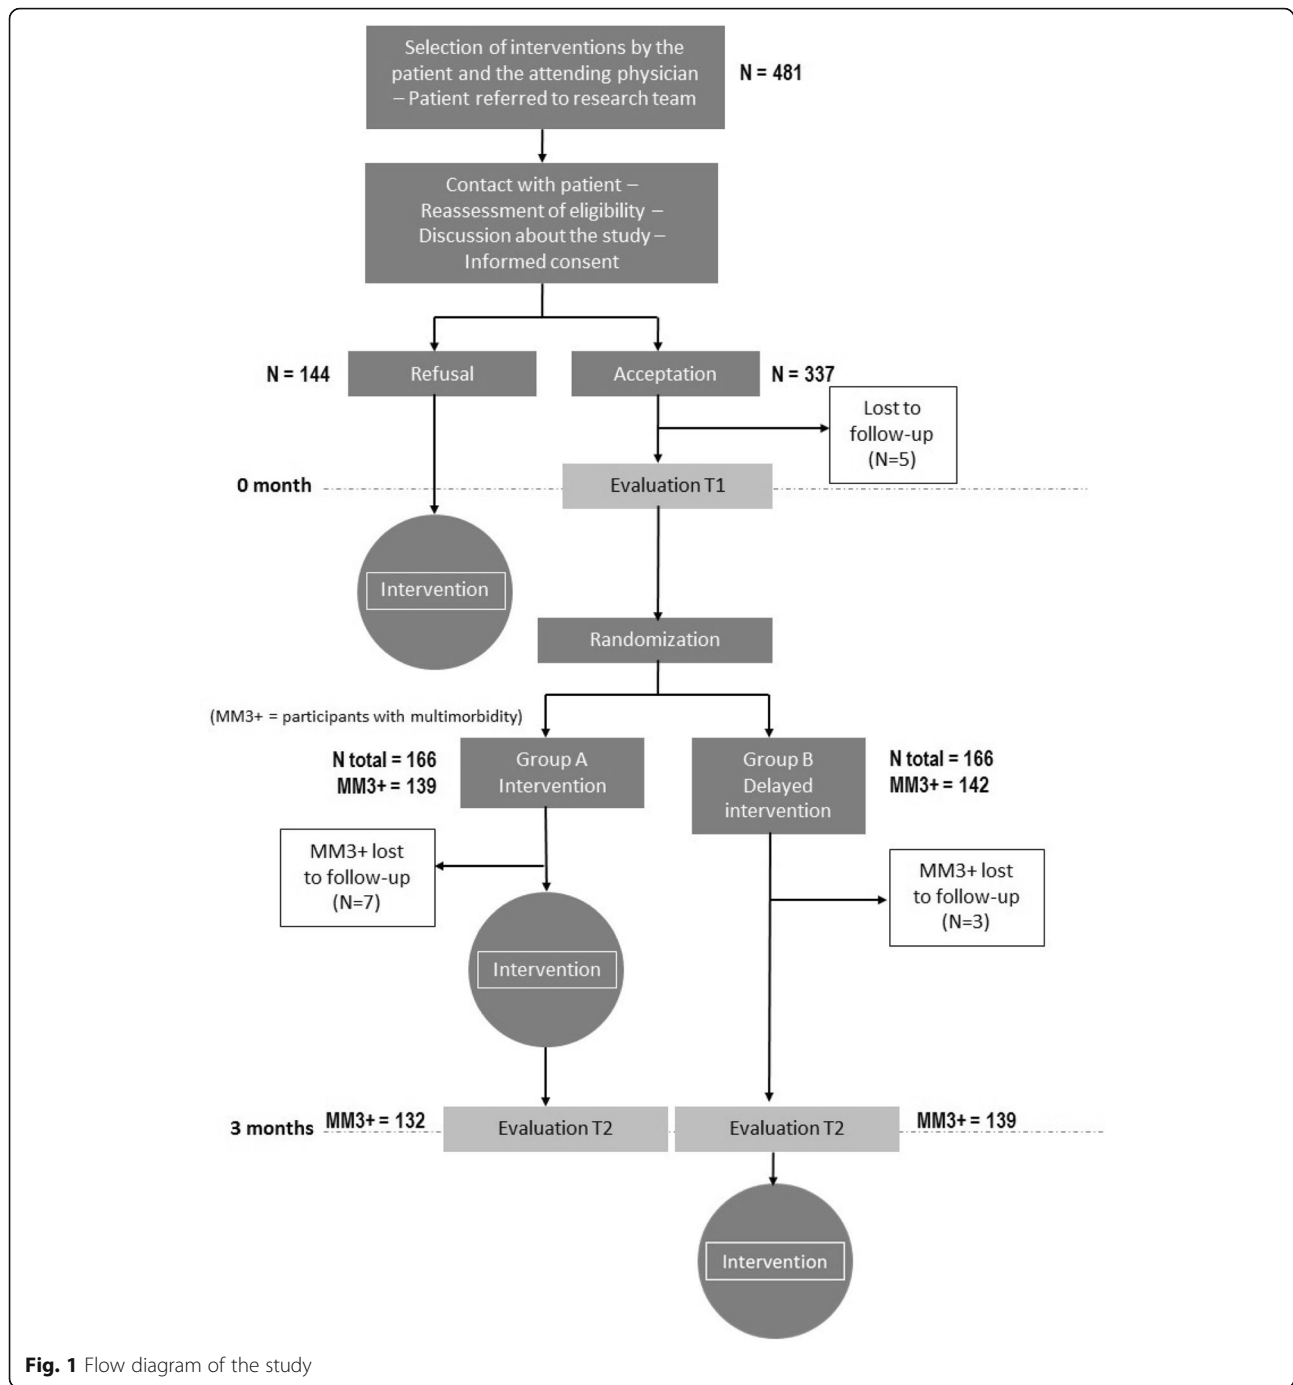 Selection of interventions by the
patient and the attending physician
– Patient referred to research team
N = 481
Contact with patient –
Reassessment of eligibility –
Discussion about the study –
Informed consent
N = 144
Refusal
Acceptation
N = 337
Lost to
follow-up
(N=5)
0 month
Evaluation T1
Intervention
Randomization
(MM3+ = participants with multimorbidity)
N total = 166
MM3+ = 139
Group A
Intervention
Group B
Delayed
intervention
N total = 166
MM3+ = 142
MM3+ lost
to follow-up
(N=7)
MM3+ lost
to follow-up
(N=3)
Intervention
3 months
MM3+ = 132
Evaluation T2
Evaluation T2
MM3+ = 139
Intervention
Fig. 1 Flow diagram of the study